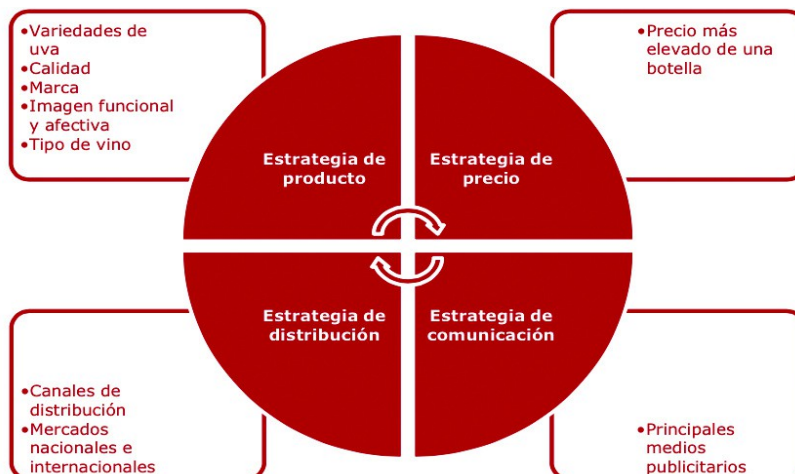 •Variedades de
uva
•Calidad
•Marca
•Imagen funcional
y afectiva
•Tipo de vino
•Precio más
elevado de una
botella
Estrategia de
producto
Estrategia de
precio
Estrategia de
distribución
Estrategia de
comunicación
•Canales de
distribución
•Mercados
nacionales e
internacionales
•Principales
medios
publicitarios